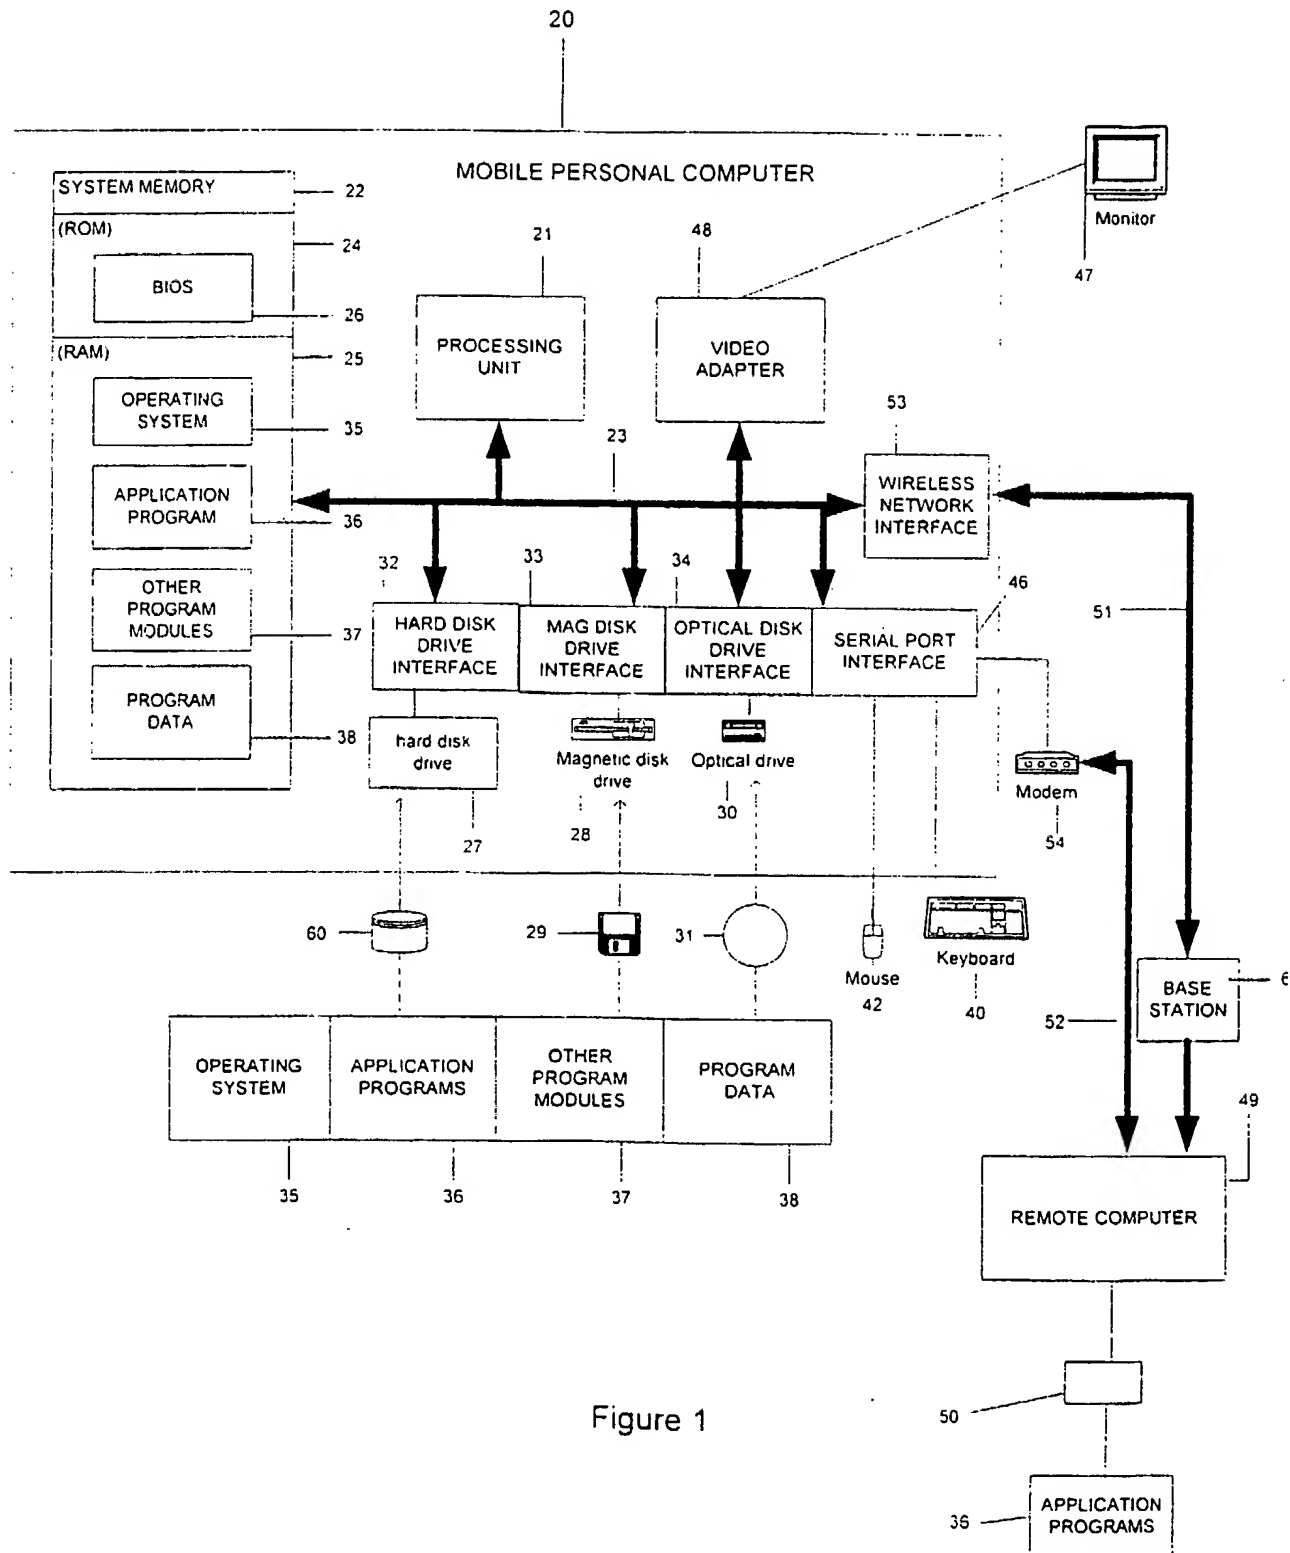 20
MOBILE PERSONAL COMPUTER
SYSTEM MEMORY
22
(ROM)
24
BIOS
26
(RAM)
25
OPERATING
SYSTEM
35
APPLICATION
PROGRAM
36
OTHER
PROGRAM
MODULES
37
PROGRAM
DATA
38
21
PROCESSING
UNIT
48
VIDEO
ADAPTER
Monitor
47
23
53
WIRELESS
NETWORK
INTERFACE
32
HARD DISK
DRIVE
INTERFACE
33
MAG DISK
DRIVE
INTERFACE
34
OPTICAL DISK
DRIVE
INTERFACE
46
SERIAL PORT
INTERFACE
51
hard disk
drive
27
Magnetic disk
drive
28
Optical drive
30
Modem
54
60
29
31
Mouse
42
Keyboard
40
52
BASE
STATION
6
OPERATING
SYSTEM
APPLICATION
PROGRAMS
OTHER
PROGRAM
MODULES
PROGRAM
DATA
35
36
37
38
49
REMOTE COMPUTER
50
Figure 1
36
APPLICATION
PROGRAMS